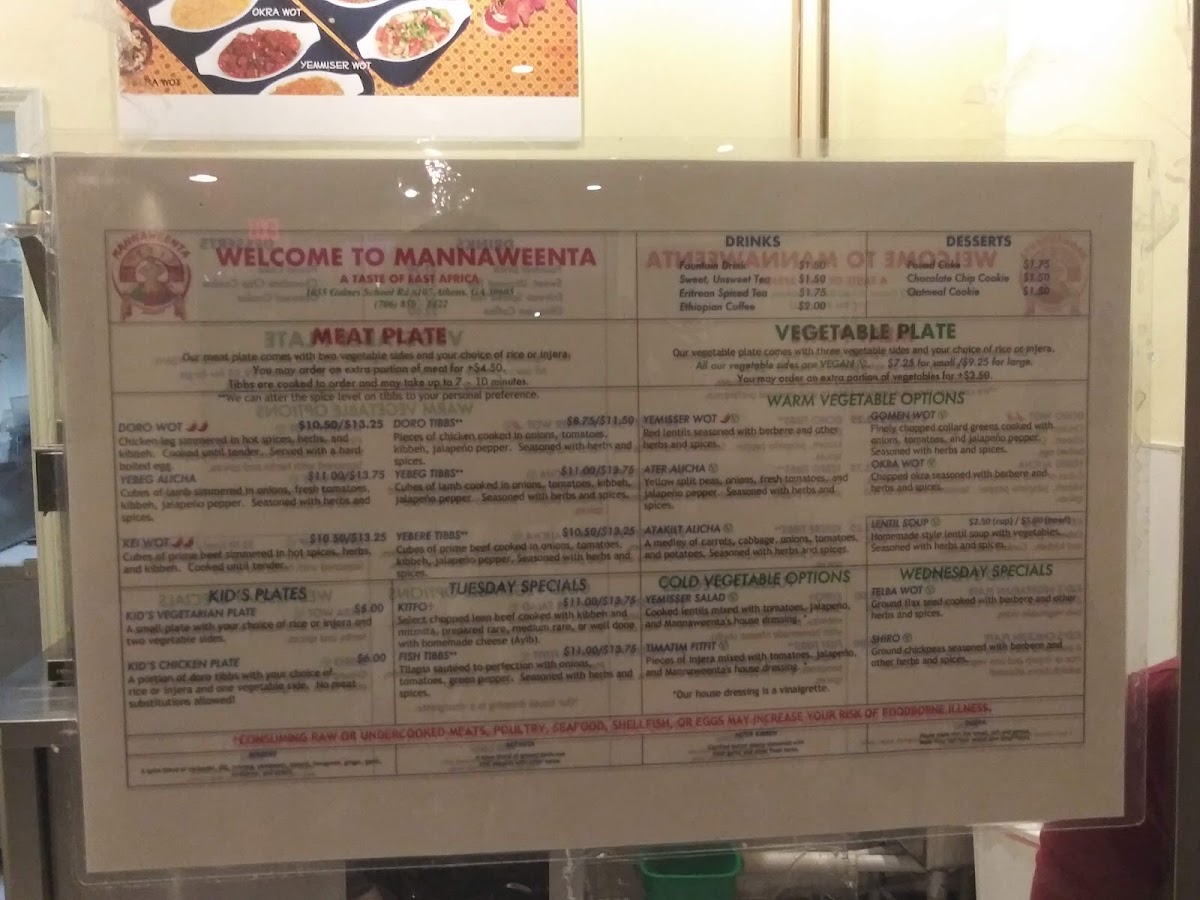 OKRA WOT
YEMMISER WOT
A WOT
MANNAWEENTA
WELCOME TO MANNAWEENTA
A TASTE OF EAST AFRICA
1055 Gaines School Rd Athens, GA 30605
(706) 850 2422
DRINKS
Fountain Drink $1.50
Sweet, Unsweet Tea $1.50
Eritrean Spiced Tea $1.75
Ethiopian Coffee $2.00
DESSERTS
Pound Cake $1.75
Chocolate Chip Cookie $1.50
Oatmeal Cookie $1.50
MEAT PLATE
Our meat plate comes with two vegetable sides and your choice of rice or injera.
You may order an extra portion of meat for +$4.50.
Tibbs are cooked to order and may take up to 7 - 10 minutes.
**We can alter the spice level on tibbs to your personal preference.
DORO WOT $10.50/$13.25
Chicken leg simmered in hot spices, herbs, and
kibbeh. Cooked until tender. Served with a hard
boiled egg.
YEBEG ALICHA $11.00/$13.75
Cubes of lamb simmered in onions, fresh tomatoes,
kibbeh, jalapeño pepper. Seasoned with herbs and
spices.
KEI WOT $10.50/$13.25
Cubes of prime beef simmered in hot spices, herbs,
and kibbeh. Cooked until tender.
DORO TIBBS** $8.75/$11.50
Pieces of chicken cooked in onions, tomatoes,
kibbeh, jalapeño pepper. Seasoned with herbs and
spices.
YEBEG TIBBS** $11.00/$13.75
Cubes of lamb cooked in onions, tomatoes, kibbeh,
jalapeño pepper. Seasoned with herbs and spices.
YEBERE TIBBS** $10.50/$13.25
Cubes of prime beef cooked in onions, tomatoes,
kibbeh, jalapeño pepper. Seasoned with herbs and
spices.
VEGETABLE PLATE
Our vegetable plate comes with three vegetable sides and your choice of rice or injera.
All our vegetable sides are VEGAN $7.25 for small /$9.25 for large.
You may order an extra portion of vegetables for +$2.50.
WARM VEGETABLE OPTIONS
YEMISSER WOT
Red lentils seasoned with berbere and other
herbs and spices.
ATER ALICHA
Yellow split peas, onions, fresh tomatoes, and
jalapeño pepper. Seasoned with herbs and
spices.
ATAKILT ALICHA
A medley of carrots, cabbage, onions, tomatoes,
and potatoes. Seasoned with herbs and spices.
GOMEN WOT
Finely chopped collard greens cooked with
onions, tomatoes, and jalapeño pepper.
Seasoned with herbs and spices.
OKRA WOT
Chopped okra seasoned with berbere and
herbs and spices.
LENTIL SOUP $2.50 (cup) / $5.00 (bowl)
Homemade style lentil soup with vegetables.
Seasoned with herbs and spices.
KID'S PLATES
KID'S VEGETARIAN PLATE $6.00
A small plate with your choice of rice or injera and
two vegetable sides.
KID'S CHICKEN PLATE $6.00
A portion of doro tibbs with your choice of
rice or injera and one vegetable side. No meat
substitutions allowed!
TUESDAY SPECIALS
KITFO† $11.00/$13.75
Select chopped lean beef cooked with kibbeh and
mitmita, prepared rare, medium rare, or well done
with homemade cheese (Ayib).
FISH TIBBS** $11.00/$13.75
Tilapia sautéed to perfection with onions,
tomatoes, green pepper. Seasoned with herbs and
spices.
COLD VEGETABLE OPTIONS
YEMISSER SALAD
Cooked lentils mixed with tomatoes, jalapeño,
and Mannaweenta's house dressing. *
TIMATIM FITFIT
Pieces of injera mixed with tomatoes, jalapeño,
and Mannaweenta's house dressing. *
*Our house dressing is a vinaigrette.
WEDNESDAY SPECIALS
TELBA WOT
Ground flax seed cooked with berbere and other
herbs and spices.
SHIRO
Ground chickpeas seasoned with berbere and
other herbs and spices.
†CONSUMING RAW OR UNDERCOOKED MEATS, POULTRY, SEAFOOD, SHELLFISH, OR EGGS MAY INCREASE YOUR RISK OF FOODBORNE ILLNESS.
BERBERE
MITMITA